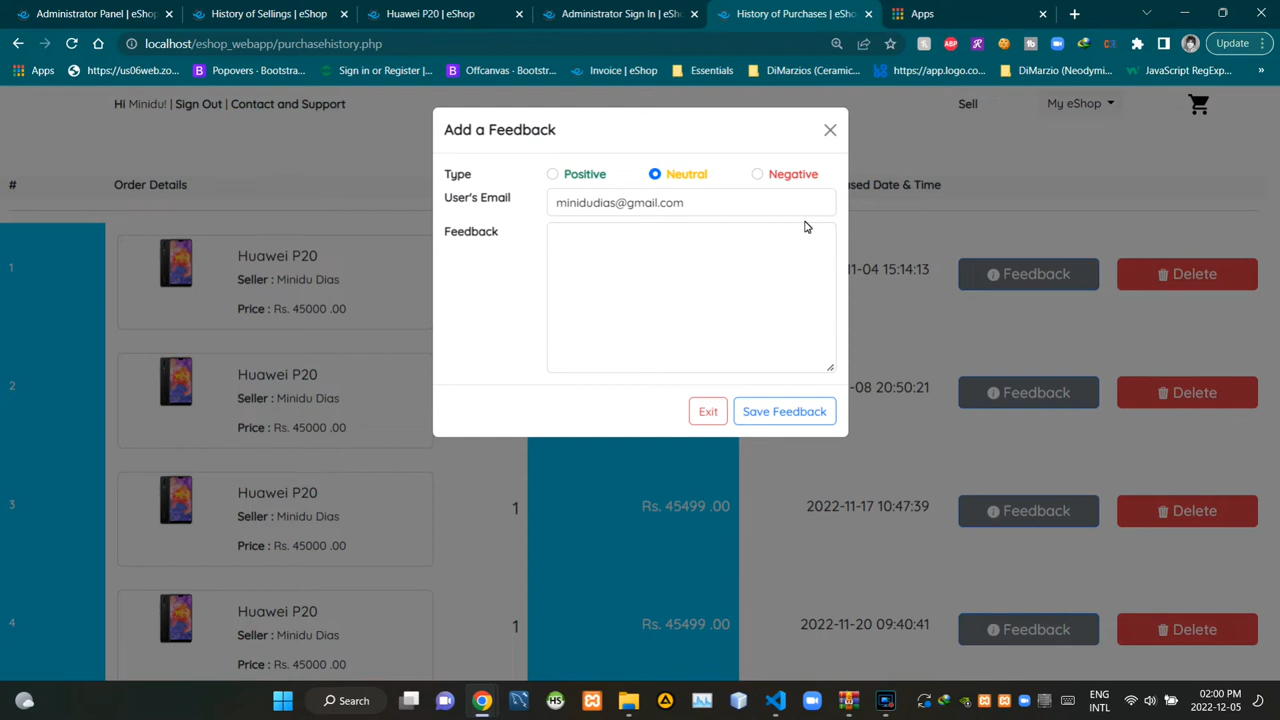 Administrator Panel | eShop
History of Sellings | eShop
Huawei P20 | eShop
Administrator Sign In | eShop
History of Purchases | eShop
Apps
localhost/eshop_webapp/purchasehistory.php
Update
Apps
https://us06web.zo...
Popovers · Bootstra...
Sign in or Register |...
Offcanvas · Bootstr...
Invoice | eShop
Essentials
DiMarzios (Ceramic...
https://app.logo.co...
DiMarzio (Neodymi...
JavaScript RegExp...
»
Hi Minidu! | Sign Out | Contact and Support
Sell
My eShop
Add a Feedback
Type
Positive
Neutral
Negative
User's Email
minidudias@gmail.com
Feedback
Exit
Save Feedback
#
Order Details
ased Date & Time
1
Huawei P20
Seller : Minidu Dias
Price : Rs. 45000 .00
11-04 15:14:13
Feedback
Delete
2
Huawei P20
Seller : Minidu Dias
Price : Rs. 45000 .00
-08 20:50:21
Feedback
Delete
3
Huawei P20
Seller : Minidu Dias
Price : Rs. 45000 .00
1
Rs. 45499 .00
2022-11-17 10:47:39
Feedback
Delete
4
Huawei P20
Seller : Minidu Dias
Price : Rs. 45000 .00
1
Rs. 45499 .00
2022-11-20 09:40:41
Feedback
Delete
Search
ENG
INTL
02:00 PM
2022-12-05